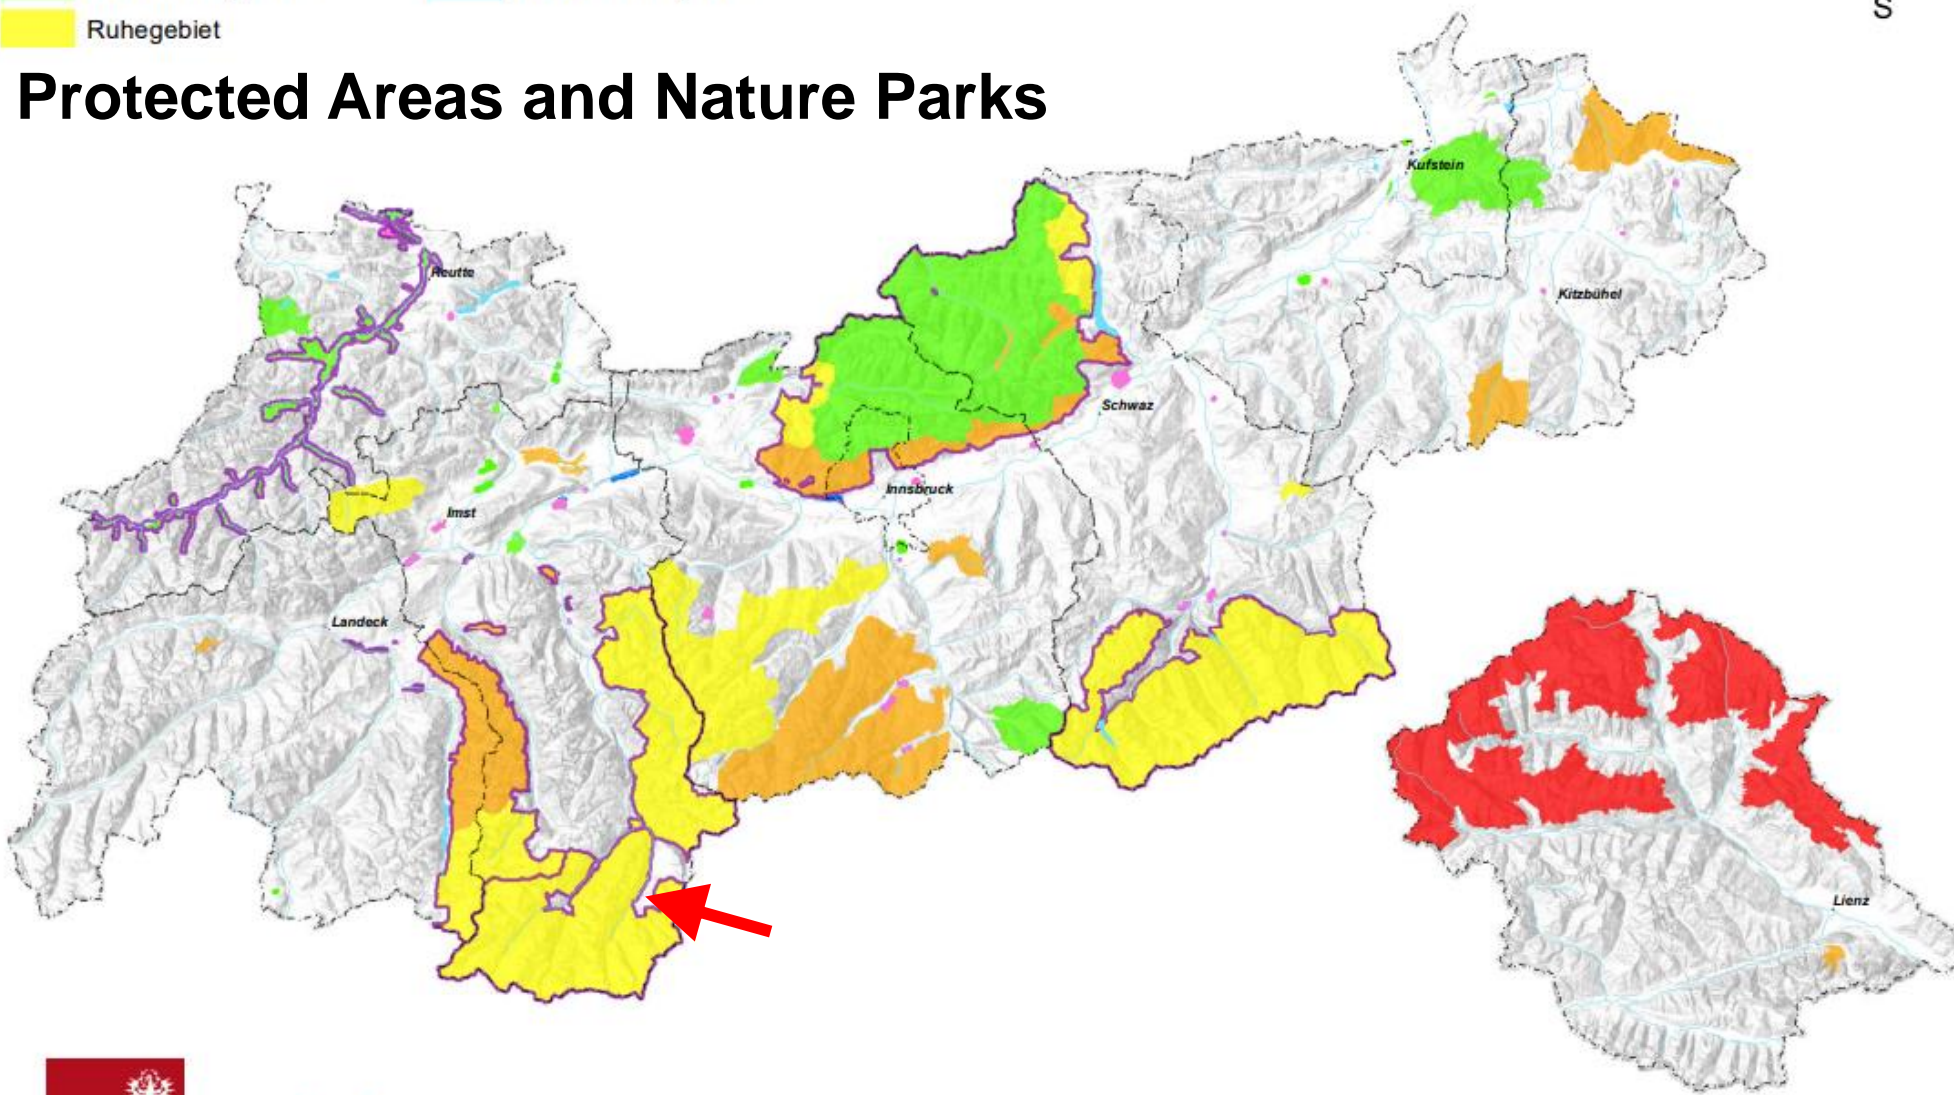 S
Ruhegebiet
Protected Areas and Nature Parks
Kufstein
Reutte
Kitzbühel
Schwaz
Innsbruck
Imst
Landeck
Lienz